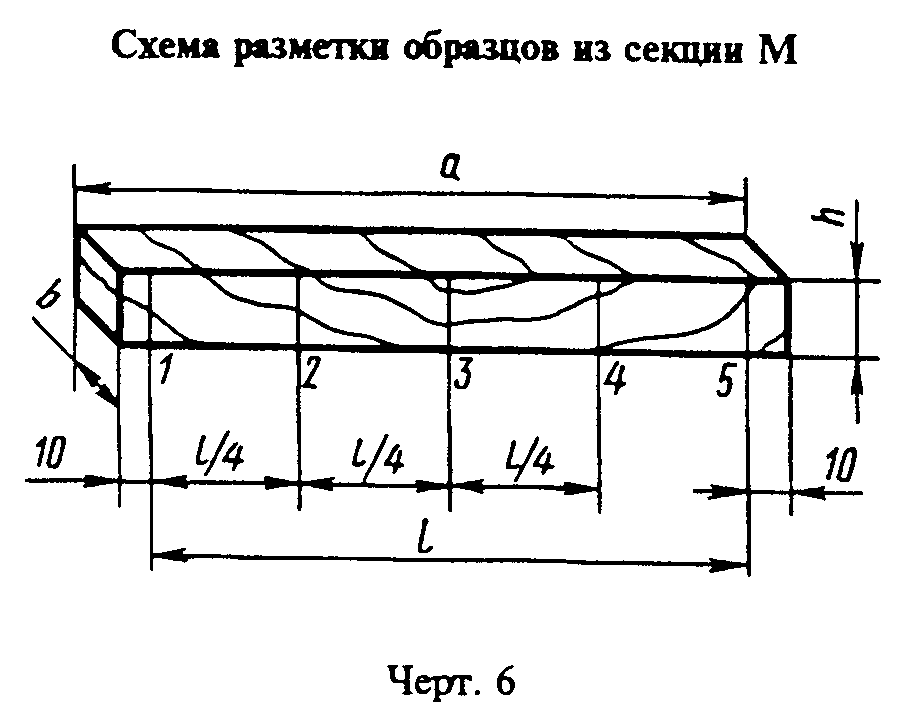 Схема разметки образцов из секции М
a
h
b
1 2 3 4 5
10 l/4 l/4 l/4 10
l
Черт. 6